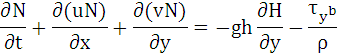 ∂N/∂t + ∂(uN)/∂x + ∂(vN)/∂y = -gh ∂H/∂y - τ_y^b/ρ